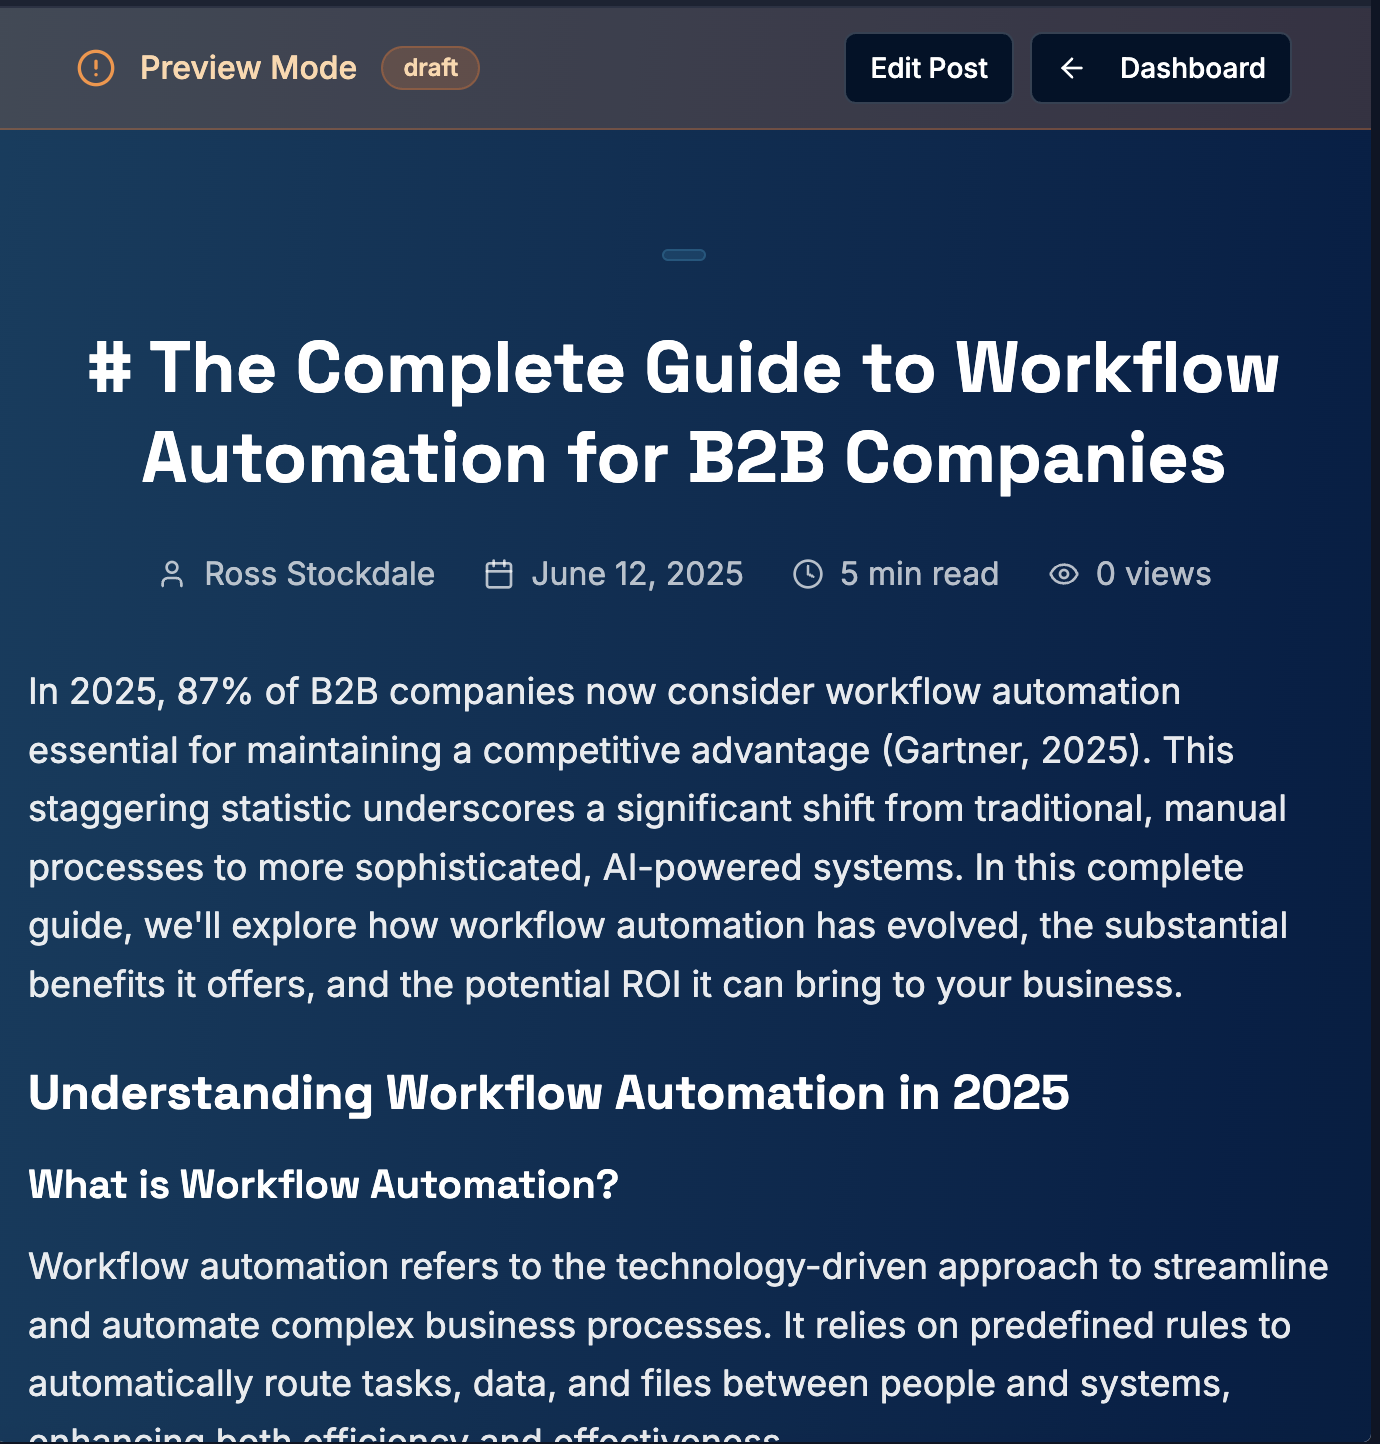 Preview Mode draft Edit Post Dashboard
# The Complete Guide to Workflow
Automation for B2B Companies
Ross Stockdale June 12, 2025 5 min read 0 views
In 2025, 87% of B2B companies now consider workflow automation
essential for maintaining a competitive advantage (Gartner, 2025). This
staggering statistic underscores a significant shift from traditional, manual
processes to more sophisticated, AI-powered systems. In this complete
guide, we'll explore how workflow automation has evolved, the substantial
benefits it offers, and the potential ROI it can bring to your business.
Understanding Workflow Automation in 2025
What is Workflow Automation?
Workflow automation refers to the technology-driven approach to streamline
and automate complex business processes. It relies on predefined rules to
automatically route tasks, data, and files between people and systems,
enhancing both efficiency and effectiveness.